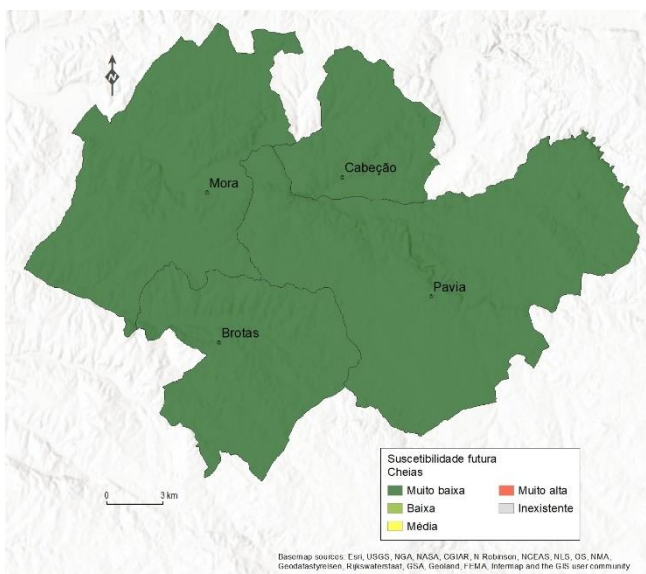 N
Cabeção
Mora
Pavia
Brotas
Suscetibilidade futura
Cheias
Muito baixa
Muito alta
Baixa
Inexistente
Média
0 3 km
Basemap sources: Esri, USGS, NGA, NASA, CGIAR, N Robinson, NCEAS, NLS, OS, NMA,
Geodatastyrelsen, Rijkswaterstaat, GSA, Geoland, FEMA, Intermap and the GIS user community